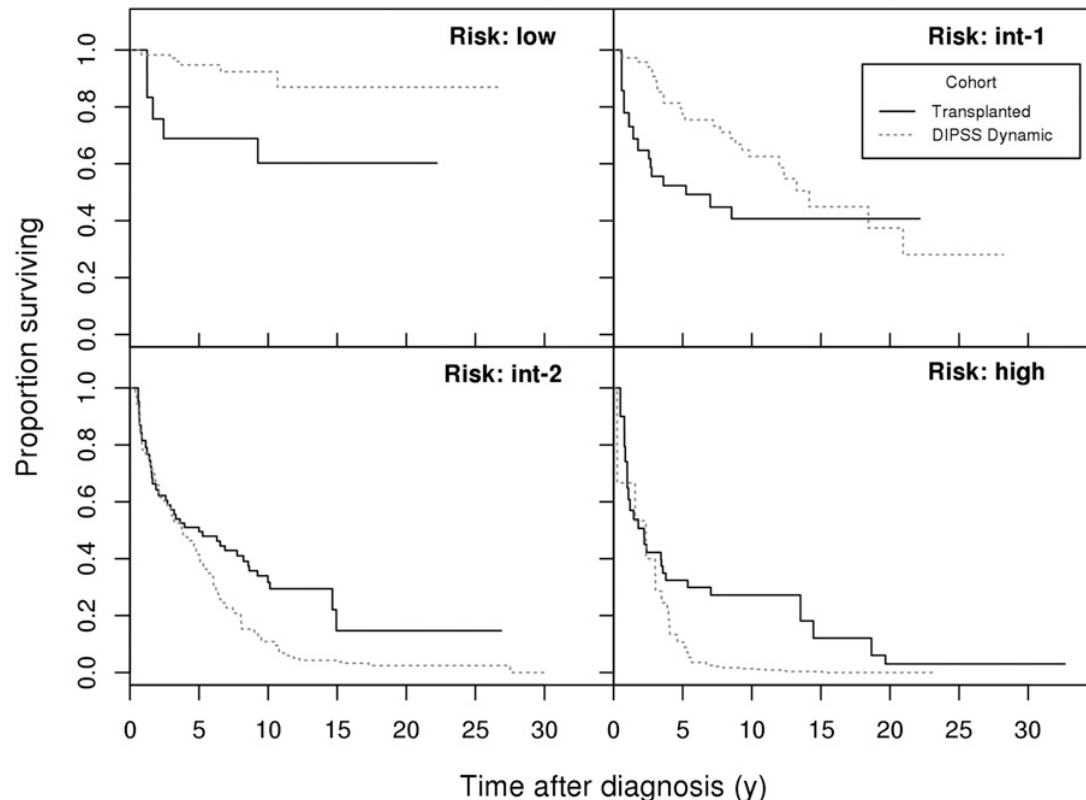 Risk: low
Risk: int-1
Cohort
Transplanted
DIPSS Dynamic
1.0
0.8
0.6
0.4
0.2
0.0
Risk: int-2
Risk: high
1.0
0.8
0.6
0.4
0.2
0.0
0 5 10 15 20 25 30 0 5 10 15 20 25 30
Proportion surviving
Time after diagnosis (y)